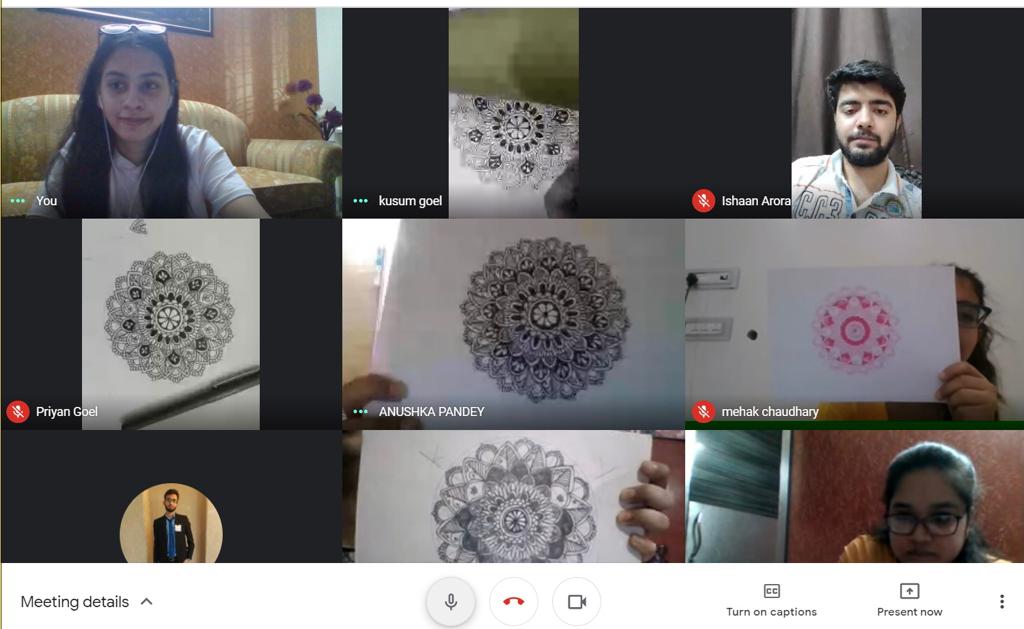 You
kusum goel
Ishaan Arora
Priyan Goel
ANUSHKA PANDEY
mehak chaudhary
Meeting details
CC
Turn on captions
Present now